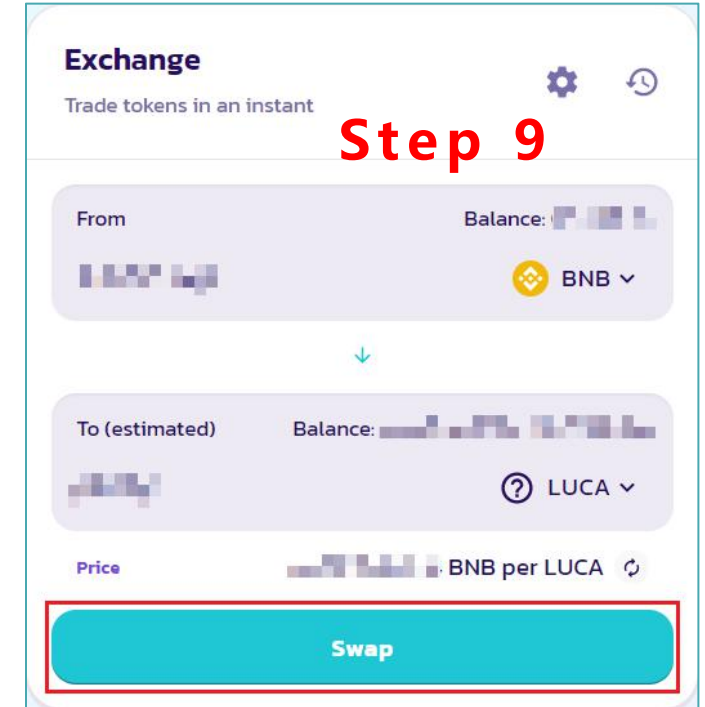 Exchange
Trade tokens in an instant
Step 9
From
Balance:
BNB
To (estimated)
Balance:
LUCA
Price
BNB per LUCA
Swap